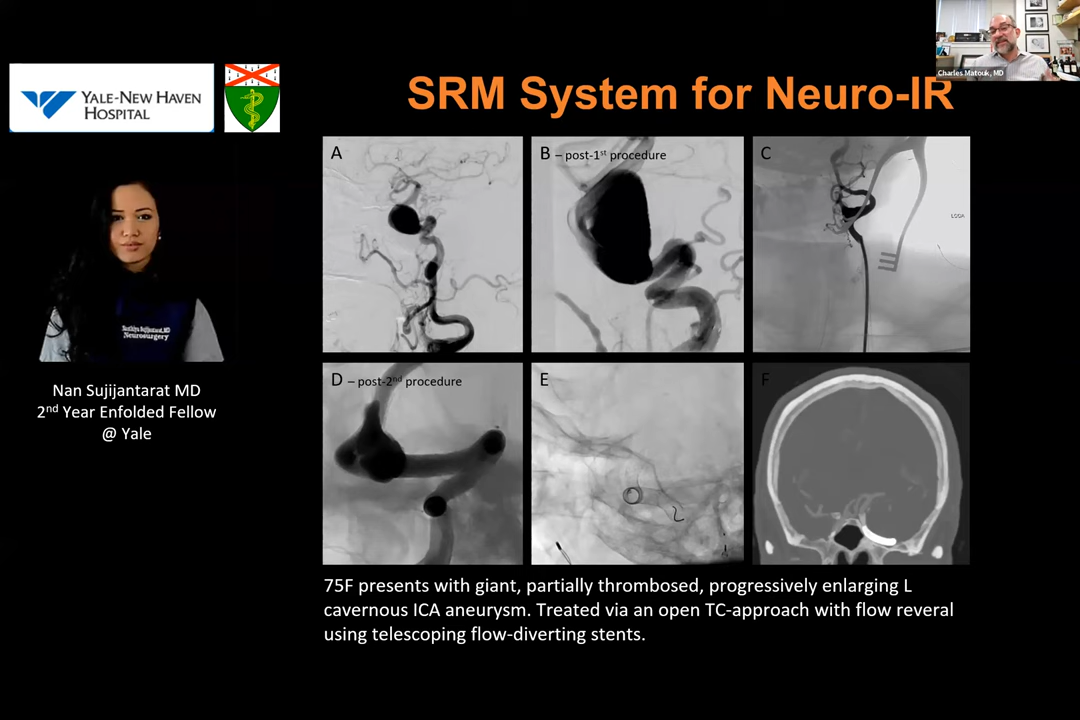 Charles Matouk, MD
SRM System for Neuro-IR
YALE-NEW HAVEN
HOSPITAL
A
B – post-1st procedure
C
Neurosurgery
Nan Sujijantarat MD
2nd Year Enfolded Fellow
@ Yale
D – post-2nd procedure
E
F
75F presents with giant, partially thrombosed, progressively enlarging L
cavernous ICA aneurysm. Treated via an open TC-approach with flow reveral
using telescoping flow-diverting stents.